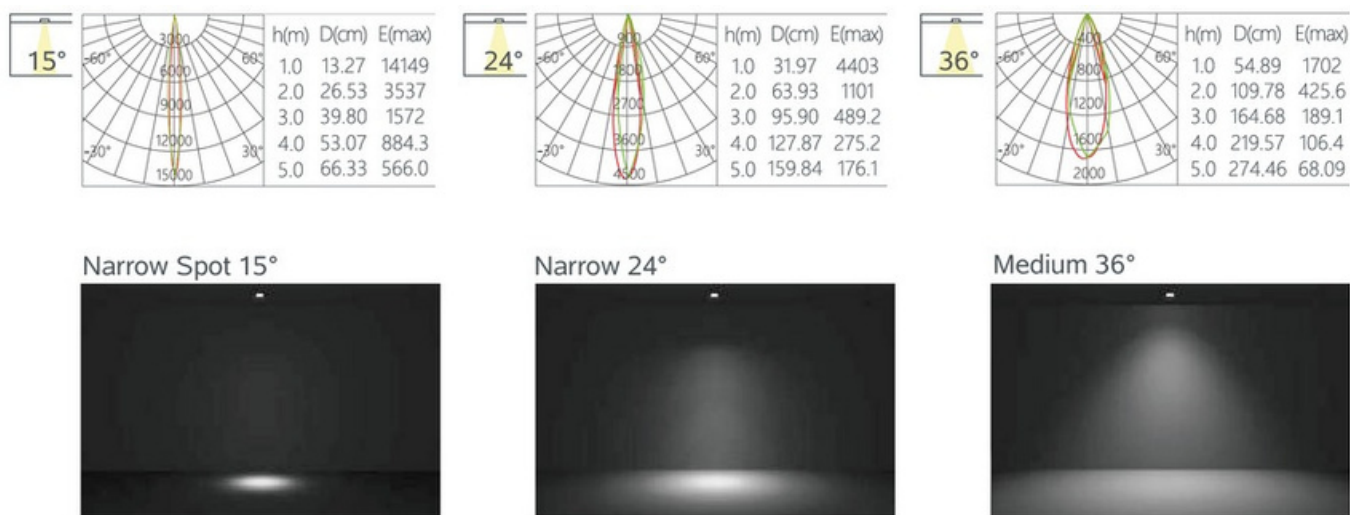 15°
3000
6000
9000
12000
15000
-60° 60°
-30° 30°
h(m) D(cm) E(max)
1.0 13.27 14149
2.0 26.53 3537
3.0 39.80 1572
4.0 53.07 884.3
5.0 66.33 566.0
24°
900
1800
2700
3600
4500
-60° 60°
-30° 30°
h(m) D(cm) E(max)
1.0 31.97 4403
2.0 63.93 1101
3.0 95.90 489.2
4.0 127.87 275.2
5.0 159.84 176.1
36°
400
800
1200
1600
2000
-60° 60°
-30° 30°
h(m) D(cm) E(max)
1.0 54.89 1702
2.0 109.78 425.6
3.0 164.68 189.1
4.0 219.57 106.4
5.0 274.46 68.09
Narrow Spot 15°
Narrow 24°
Medium 36°